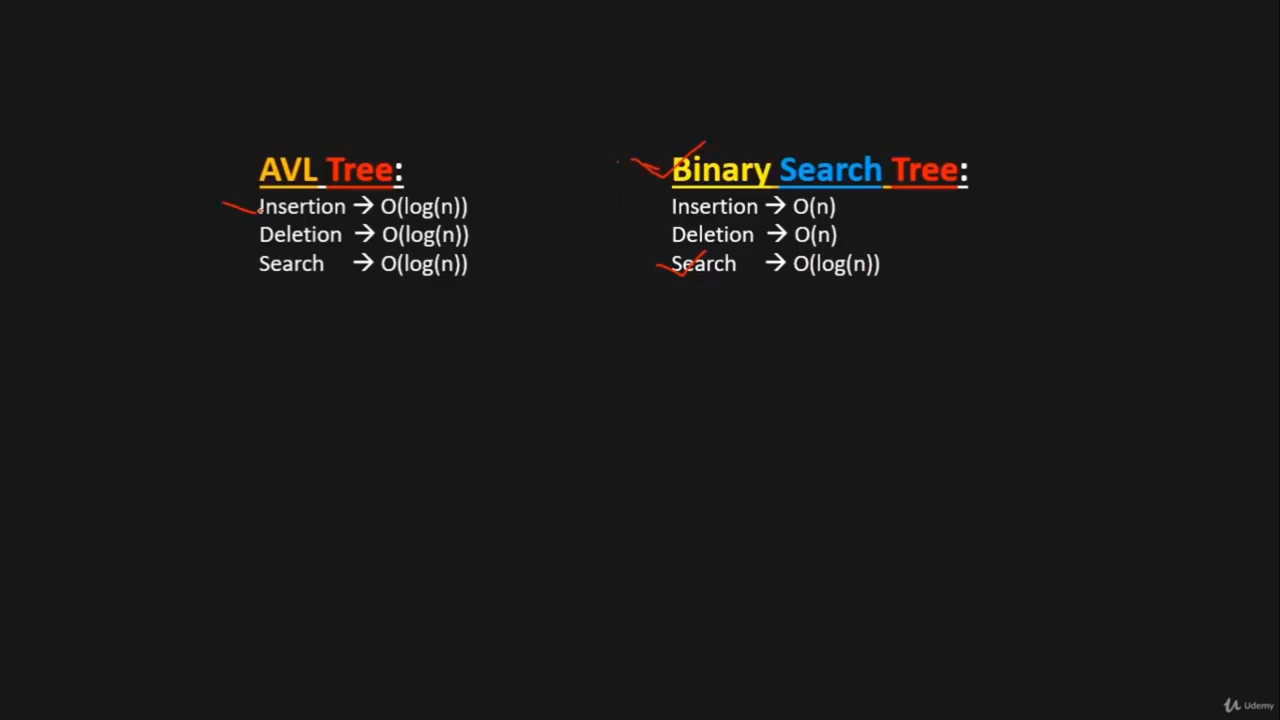 AVL Tree:
Insertion → O(log(n))
Deletion → O(log(n))
Search → O(log(n))
Binary Search Tree:
Insertion → O(n)
Deletion → O(n)
Search → O(log(n))
Udemy